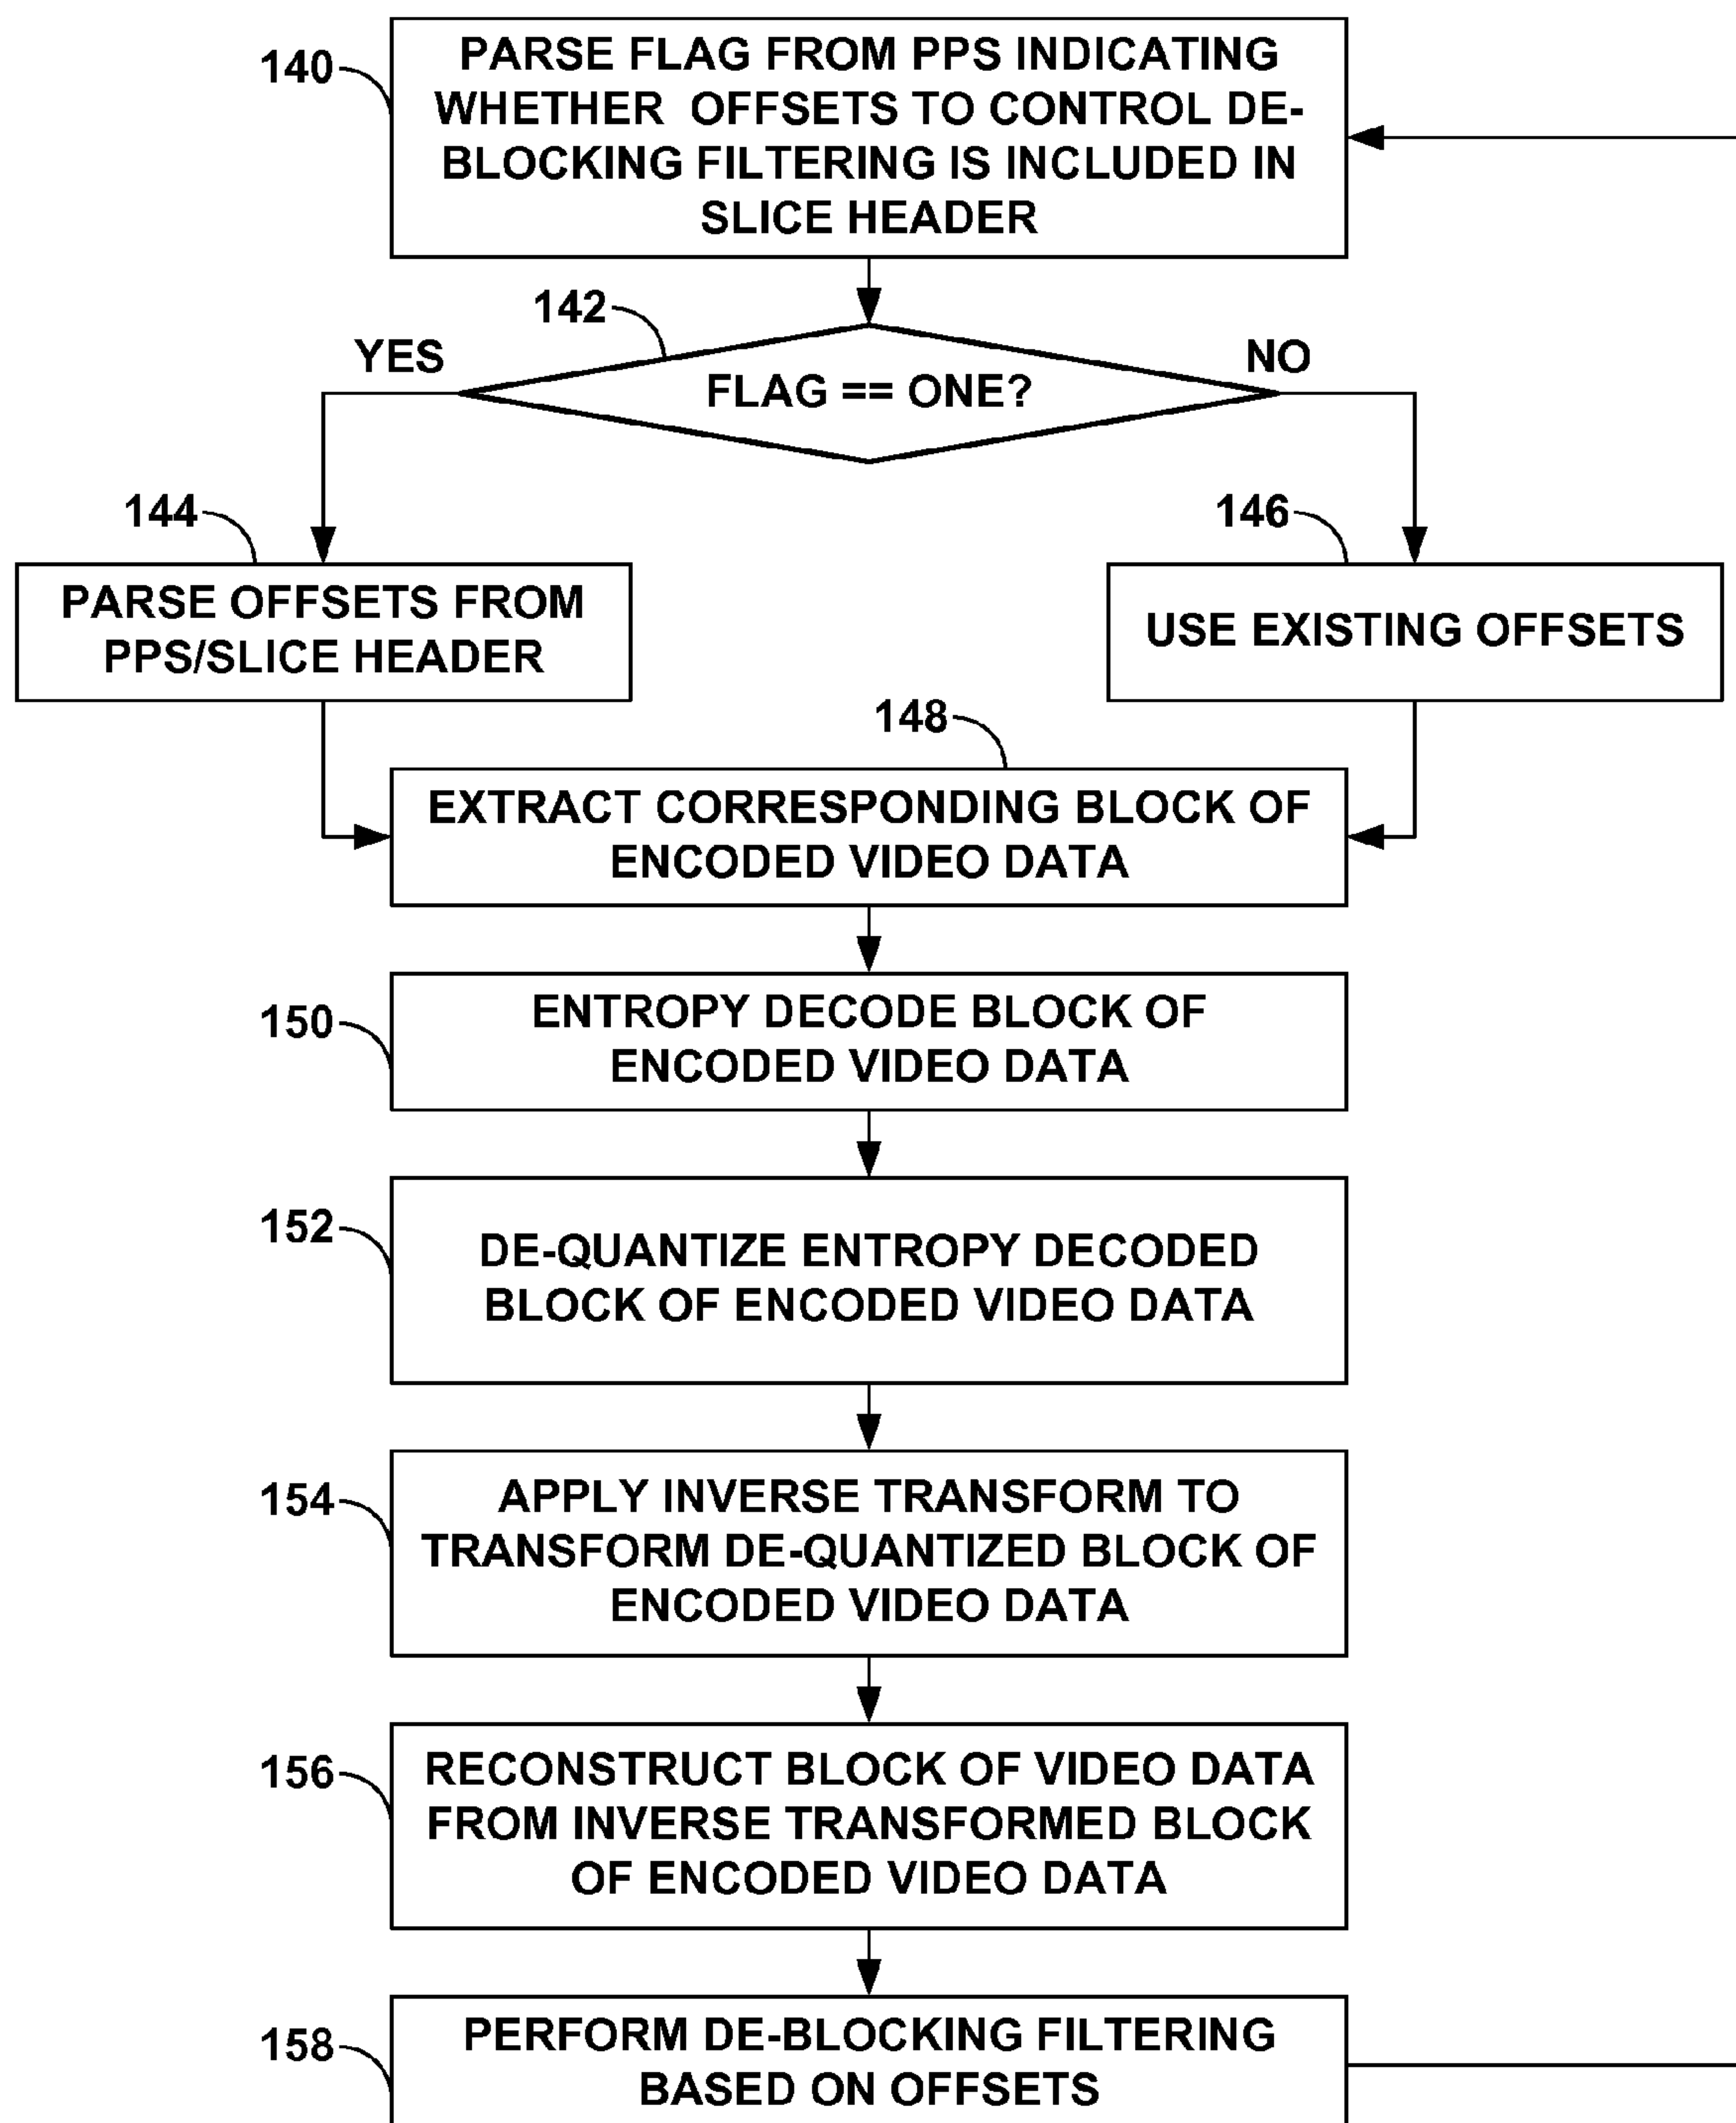 140
PARSE FLAG FROM PPS INDICATING
WHETHER OFFSETS TO CONTROL DE-
BLOCKING FILTERING IS INCLUDED IN
SLICE HEADER
142
YES
NO
FLAG == ONE?
144
146
PARSE OFFSETS FROM
PPS/SLICE HEADER
USE EXISTING OFFSETS
148
EXTRACT CORRESPONDING BLOCK OF
ENCODED VIDEO DATA
150
ENTROPY DECODE BLOCK OF
ENCODED VIDEO DATA
152
DE-QUANTIZE ENTROPY DECODED
BLOCK OF ENCODED VIDEO DATA
154
APPLY INVERSE TRANSFORM TO
TRANSFORM DE-QUANTIZED BLOCK OF
ENCODED VIDEO DATA
156
RECONSTRUCT BLOCK OF VIDEO DATA
FROM INVERSE TRANSFORMED BLOCK
OF ENCODED VIDEO DATA
158
PERFORM DE-BLOCKING FILTERING
BASED ON OFFSETS